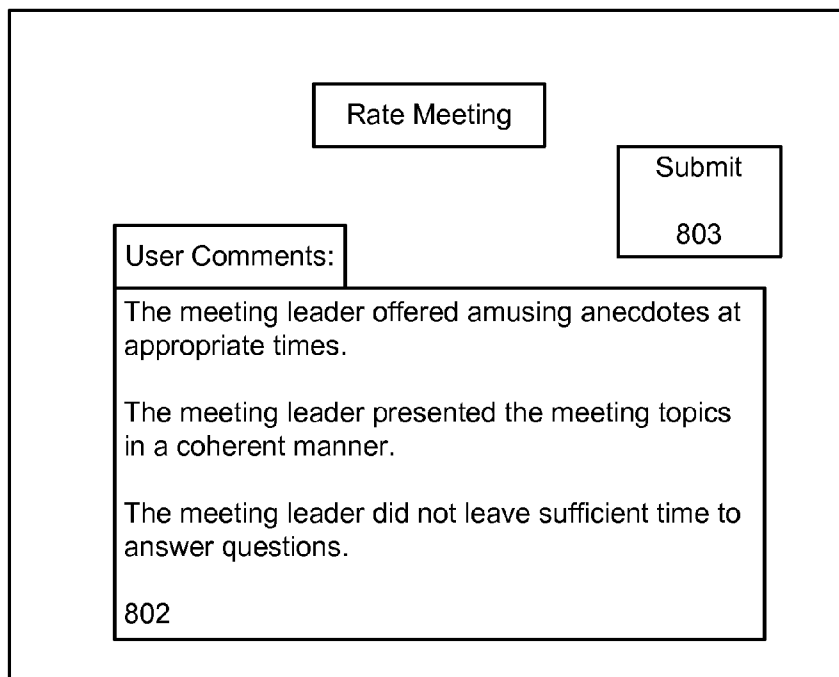 Rate Meeting
Submit
803
User Comments:
The meeting leader offered amusing anecdotes at
appropriate times.
The meeting leader presented the meeting topics
in a coherent manner.
The meeting leader did not leave sufficient time to
answer questions.
802